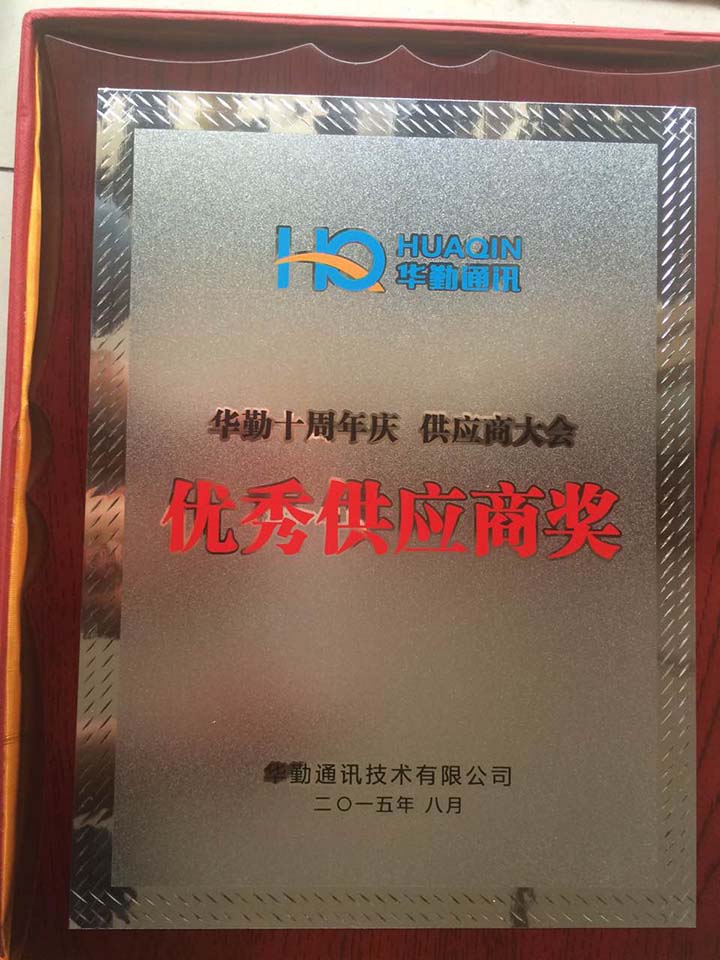 HQ HUAQIN
华勤通讯
华勤十周年庆 供应商大会
优秀供应商奖
华勤通讯技术有限公司
二〇一五年 八月